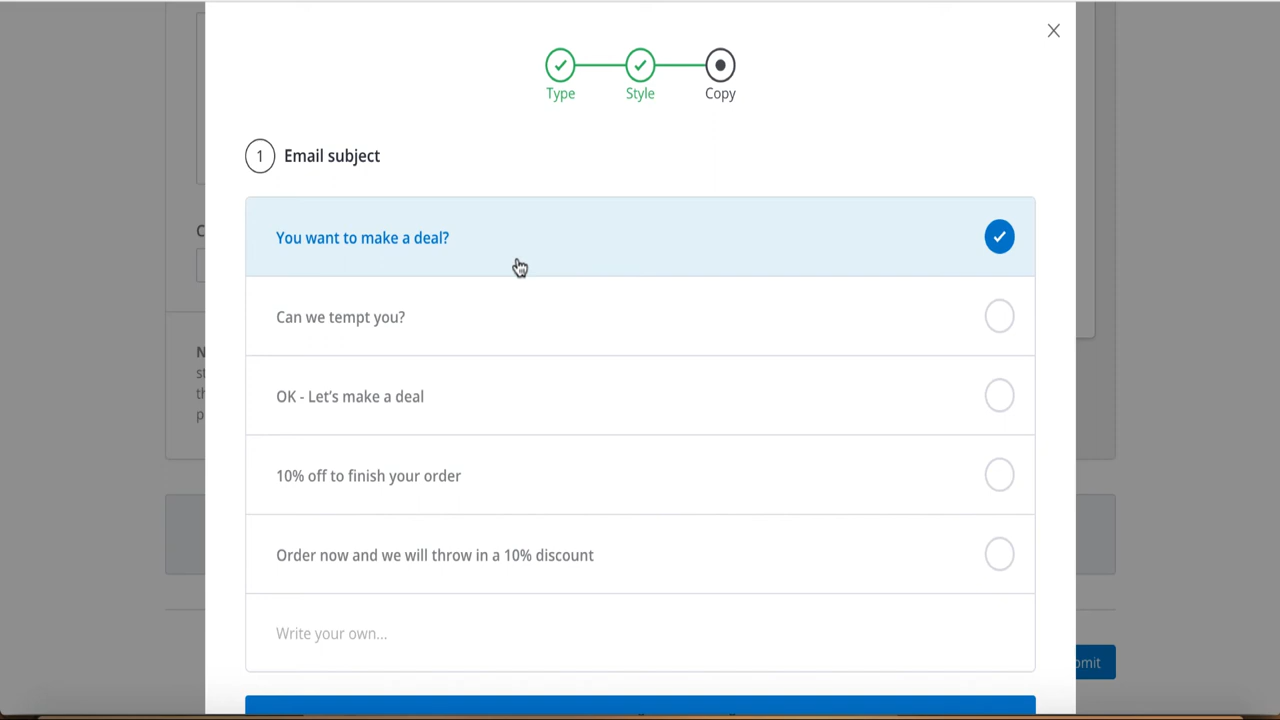 Type
Style
Copy
1 Email subject
You want to make a deal?
Can we tempt you?
OK - Let's make a deal
10% off to finish your order
Order now and we will throw in a 10% discount
Write your own...